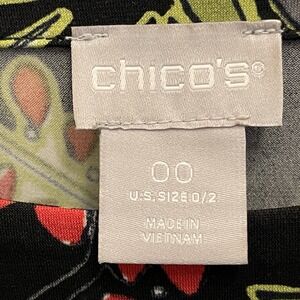 chico's®
00
U.S. SIZE 0/2
MADE IN
VIETNAM